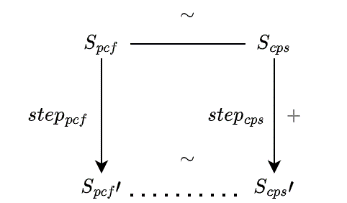 ~
S_pcf S_cps
step_pcf step_cps +
~
S_pcf′ S_cps′